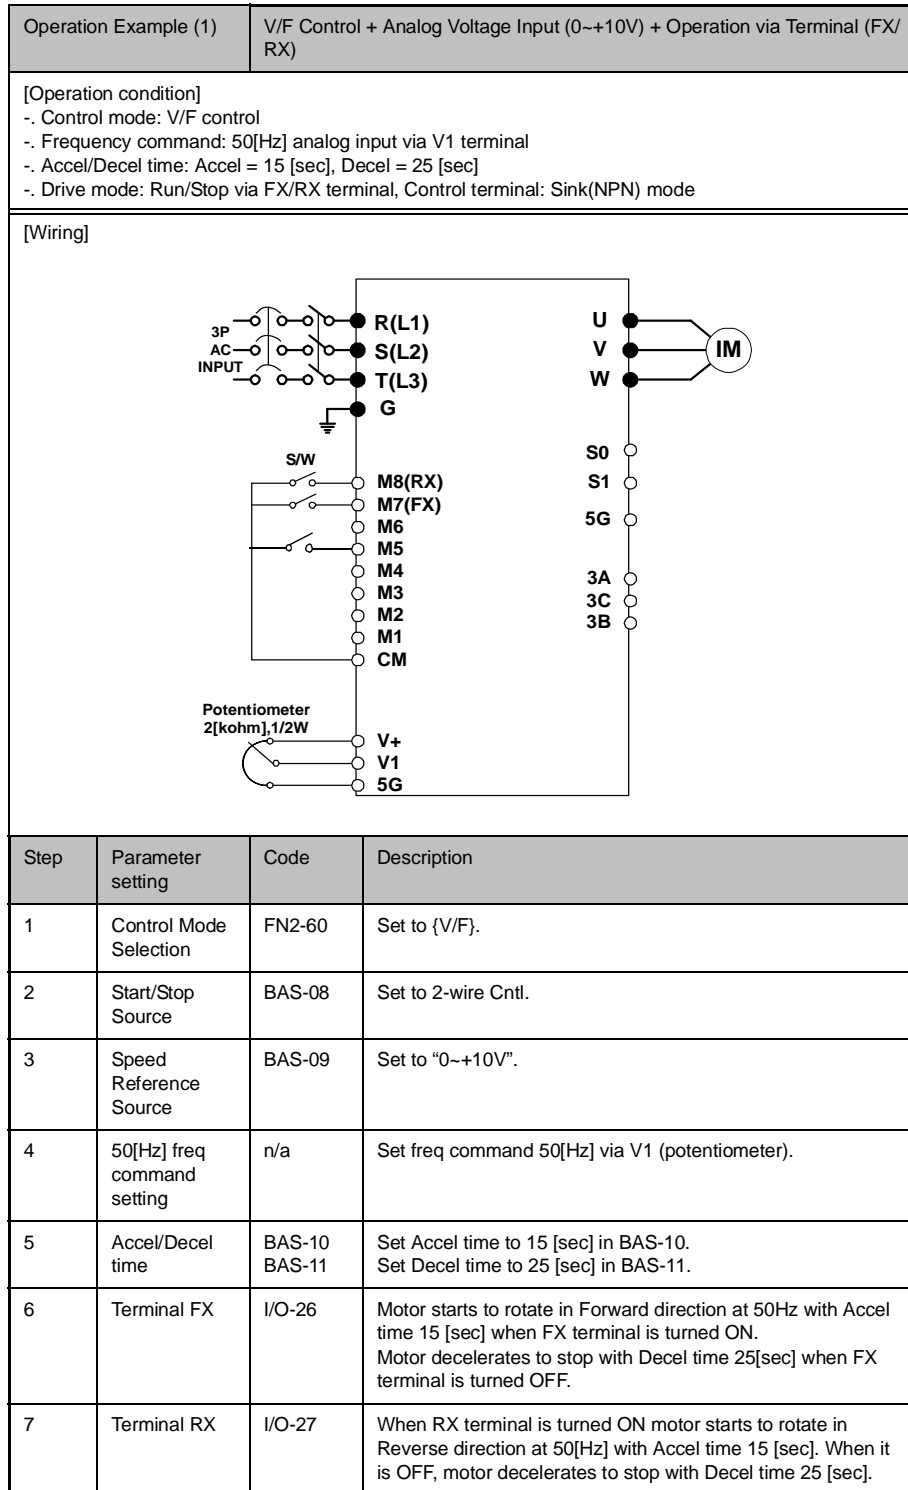 Operation Example (1)
V/F Control + Analog Voltage Input (0~+10V) + Operation via Terminal (FX/
RX)
[Operation condition]
-. Control mode: V/F control
-. Frequency command: 50[Hz] analog input via V1 terminal
-. Accel/Decel time: Accel = 15 [sec], Decel = 25 [sec]
-. Drive mode: Run/Stop via FX/RX terminal, Control terminal: Sink(NPN) mode
[Wiring]
3P
AC
INPUT
R(L1)
S(L2)
T(L3)
G
U
V
W
IM
S/W
M8(RX)
M7(FX)
M6
M5
M4
M3
M2
M1
CM
S0
S1
5G
3A
3C
3B
Potentiometer
2[kohm],1/2W
V+
V1
5G
Step
Parameter
setting
Code
Description
1
Control Mode
Selection
FN2-60
Set to {V/F}.
2
Start/Stop
Source
BAS-08
Set to 2-wire Cntl.
3
Speed
Reference
Source
BAS-09
Set to “0~+10V”.
4
50[Hz] freq
command
setting
n/a
Set freq command 50[Hz] via V1 (potentiometer).
5
Accel/Decel
time
BAS-10
BAS-11
Set Accel time to 15 [sec] in BAS-10.
Set Decel time to 25 [sec] in BAS-11.
6
Terminal FX
I/O-26
Motor starts to rotate in Forward direction at 50Hz with Accel
time 15 [sec] when FX terminal is turned ON.
Motor decelerates to stop with Decel time 25[sec] when FX
terminal is turned OFF.
7
Terminal RX
I/O-27
When RX terminal is turned ON motor starts to rotate in
Reverse direction at 50[Hz] with Accel time 15 [sec]. When it
is OFF, motor decelerates to stop with Decel time 25 [sec].